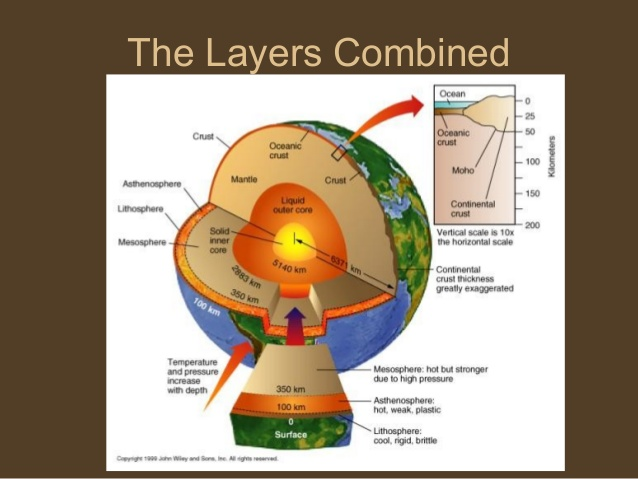 The Layers Combined
Ocean
0
25
50
100
150
200
Kilometers
Oceanic
crust
Moho
Continental
crust
Vertical scale is 10x
the horizontal scale
Crust
Oceanic
crust
Mantle
Crust
Asthenosphere
Lithosphere
Mesosphere
Liquid
outer core
Solid
inner
core
6371 km
5140 km
2883 km
350 km
100 km
Continental
crust thickness
greatly exaggerated
Temperature
and pressure
increase
with depth
Mesosphere: hot but stronger
due to high pressure
350 km
Asthenosphere:
hot, weak, plastic
100 km
0
Surface
Lithosphere:
cool, rigid, brittle
Copyright 1999 John Wiley and Sons, Inc. All rights reserved.